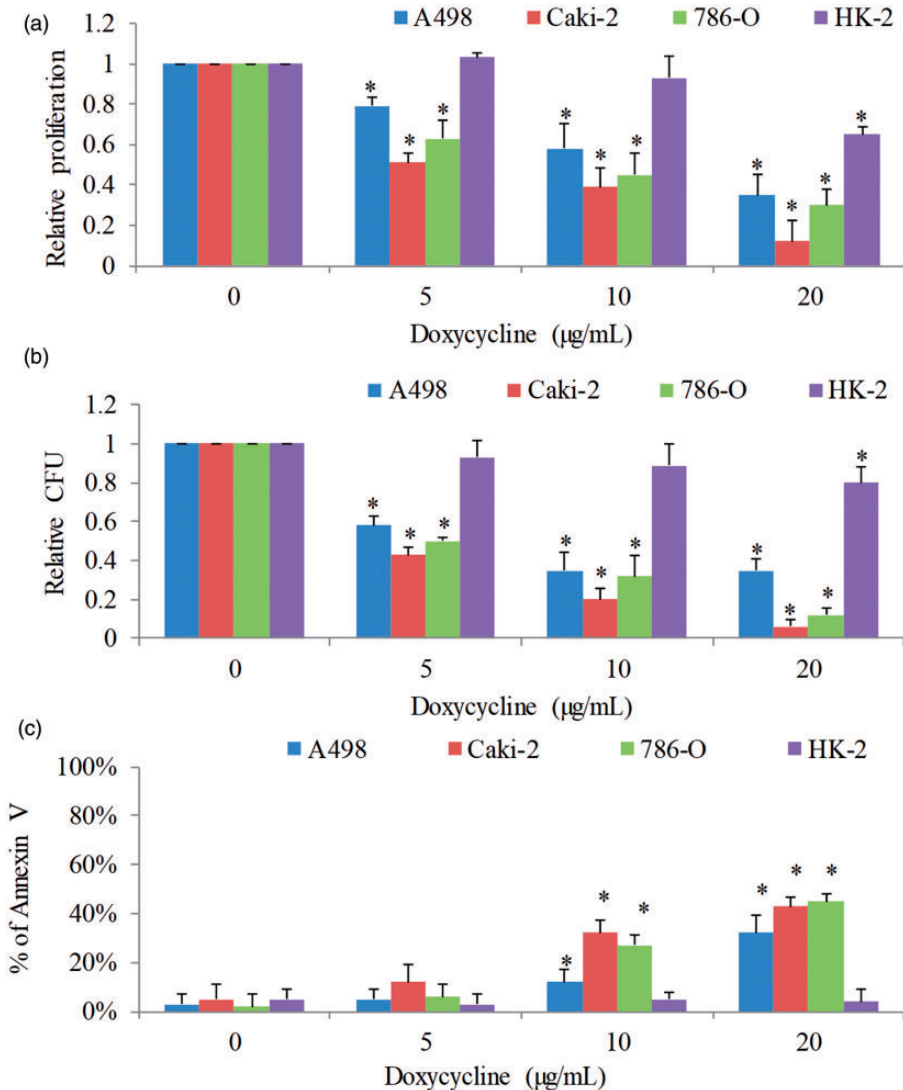 (a)
A498 Caki-2 786-O HK-2
Relative proliferation
1.2
1
0.8
0.6
0.4
0.2
0
* * *
* * *
* * * *
0 5 10 20
Doxycycline (μg/mL)
(b)
A498 Caki-2 786-O HK-2
Relative CFU
1.2
1
0.8
0.6
0.4
0.2
0
* * *
* * *
* * * *
0 5 10 20
Doxycycline (μg/mL)
(c)
A498 Caki-2 786-O HK-2
% of Annexin V
100%
80%
60%
40%
20%
0%
* * *
* * *
0 5 10 20
Doxycycline (μg/mL)